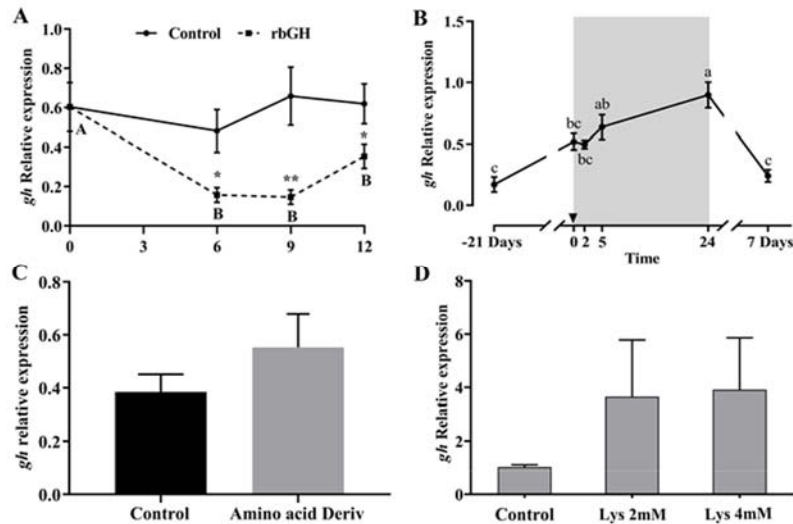 A
Control
rbGH
gh Relative expression
1.0
0.8
0.6
0.4
0.2
0.0
A
*
**
*
B
B
B
0
3
6
9
12
B
gh Relative expression
1.5
1.0
0.5
0.0
c
bc
bc
ab
a
c
-21 Days
0
2
5
24
7 Days
Time
C
gh relative expression
0.8
0.6
0.4
0.2
0.0
Control
Amino acid Deriv
D
gh Relative expression
8
6
4
2
0
Control
Lys 2mM
Lys 4mM